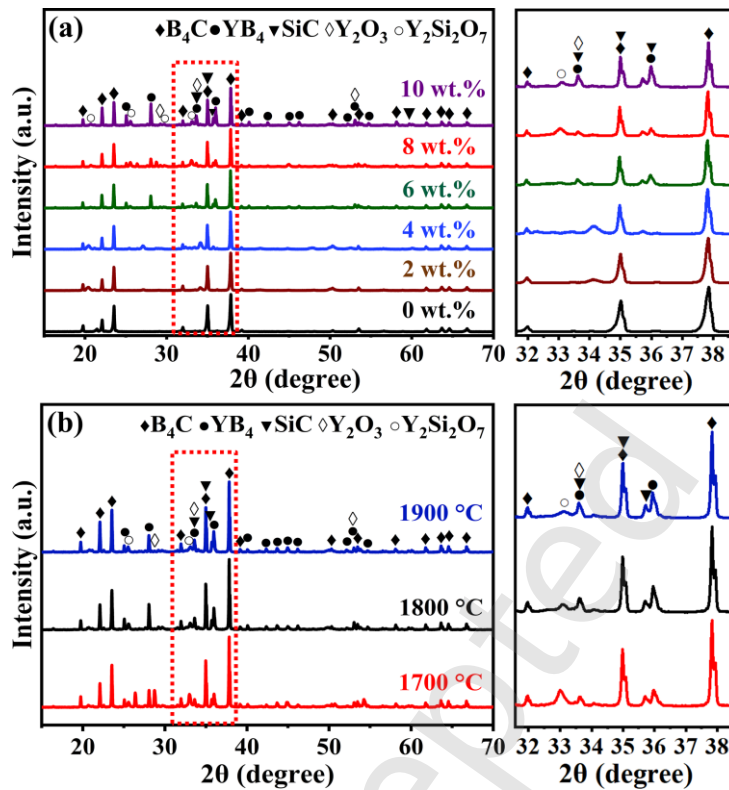 (a) ♦B₄C ●YB₄ ▼SiC ◊Y₂O₃ ○Y₂Si₂O₇
10 wt.%
8 wt.%
6 wt.%
4 wt.%
2 wt.%
0 wt.%
Intensity (a.u.)
20 30 40 50 60 70
2θ (degree)
32 33 34 35 36 37 38
2θ (degree)
(b) ♦B₄C ●YB₄ ▼SiC ◊Y₂O₃ ○Y₂Si₂O₇
1900 °C
1800 °C
1700 °C
Intensity (a.u.)
20 30 40 50 60 70
2θ (degree)
32 33 34 35 36 37 38
2θ (degree)